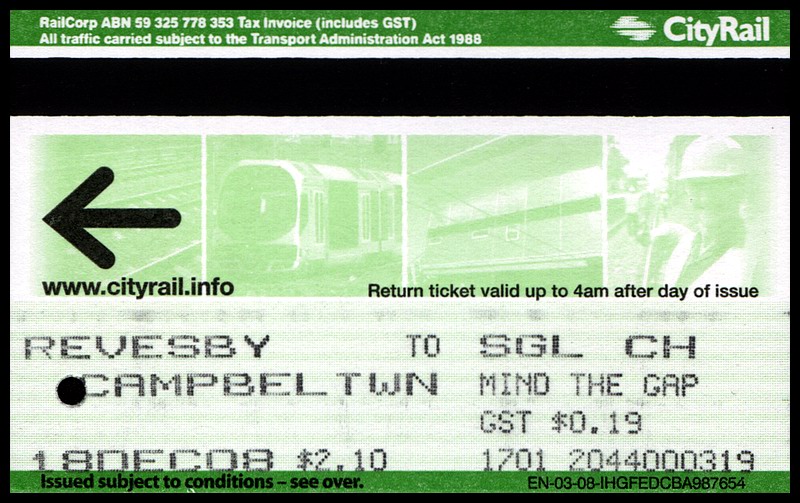 RailCorp ABN 59 325 778 353 Tax Invoice (includes GST)
All traffic carried subject to the Transport Administration Act 1988
CityRail
www.cityrail.info
Return ticket valid up to 4am after day of issue
REVESBY TO SGL CH
CAMPBELTWN MIND THE GAP
GST $0.19
18DEC08 $2.10 1701 2044000319
Issued subject to conditions – see over.
EN-03-08-IHGFEDCBA987654